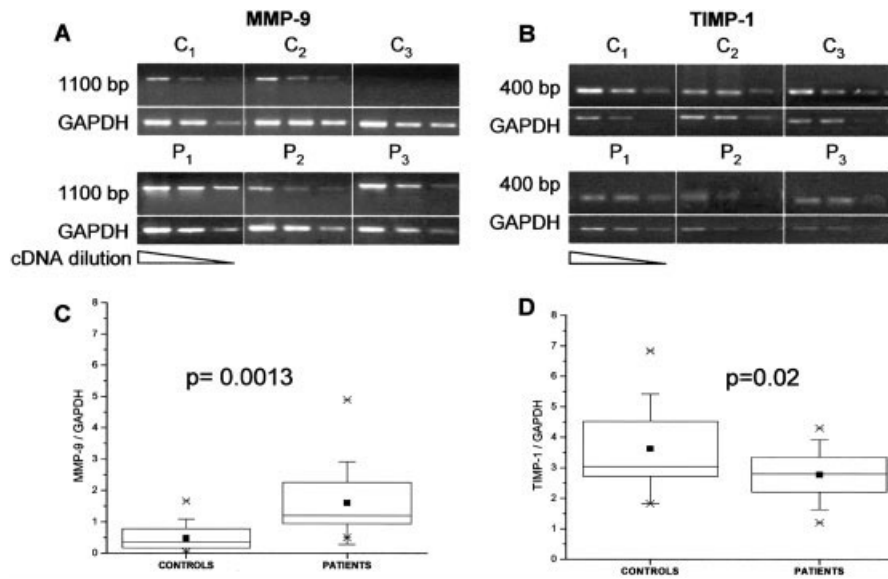 MMP-9
A
C1 C2 C3
1100 bp
GAPDH
P1 P2 P3
1100 bp
GAPDH
cDNA dilution
TIMP-1
B
C1 C2 C3
400 bp
GAPDH
P1 P2 P3
400 bp
GAPDH
C
p= 0.0013
MMP-9 / GAPDH
8
7
6
5
4
3
2
1
0
CONTROLS PATIENTS
D
p=0.02
TIMP-1 / GAPDH
8
7
6
5
4
3
2
1
0
CONTROLS PATIENTS